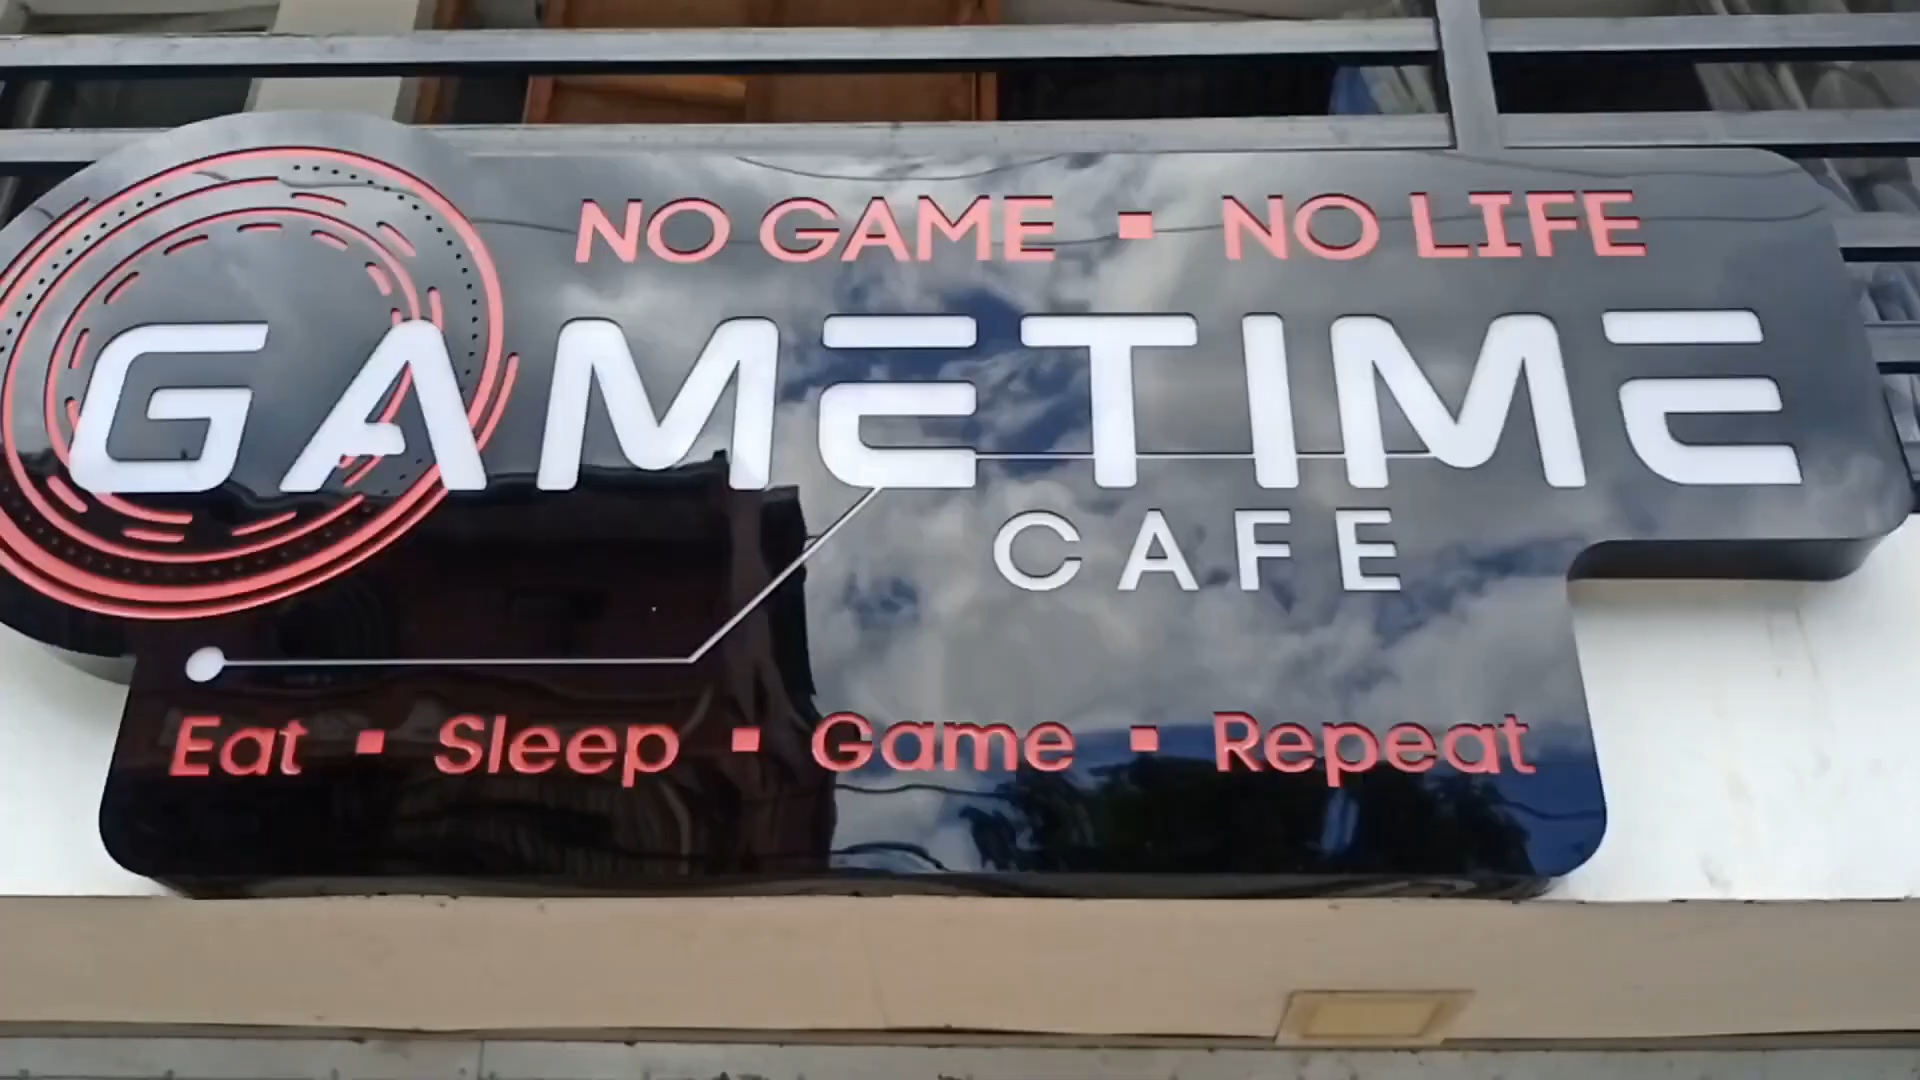 NO GAME ▪ NO LIFE
GAMETIME
CAFE
Eat ▪ Sleep ▪ Game ▪ Repeat